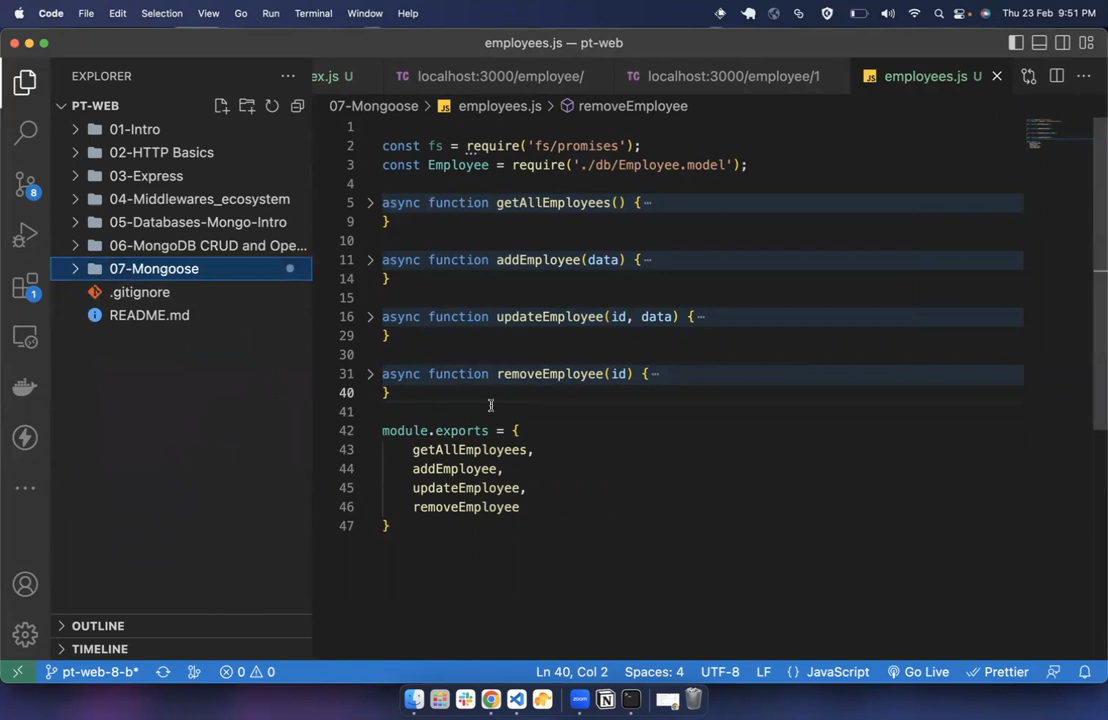 Code File Edit Selection View Go Run Terminal Window Help Thu 23 Feb 9:51 PM
employees.js — pt-web
EXPLORER
ex.js U localhost:3000/employee/ localhost:3000/employee/1 JS employees.js U
PT-WEB
07-Mongoose > JS employees.js > removeEmployee
01-Intro
02-HTTP Basics
03-Express
04-Middlewares_ecosystem
05-Databases-Mongo-Intro
06-MongoDB CRUD and Ope...
07-Mongoose
.gitignore
README.md
OUTLINE
TIMELINE
8
1
1
2 const fs = require('fs/promises');
3 const Employee = require('./db/Employee.model');
4
5 async function getAllEmployees() {…
9 }
10
11 async function addEmployee(data) {…
14 }
15
16 async function updateEmployee(id, data) {…
29 }
30
31 async function removeEmployee(id) {…
40 }
41
42 module.exports = {
43 getAllEmployees,
44 addEmployee,
45 updateEmployee,
46 removeEmployee
47 }
pt-web-8-b* 0 0 Ln 40, Col 2 Spaces: 4 UTF-8 LF {} JavaScript Go Live Prettier
zoom